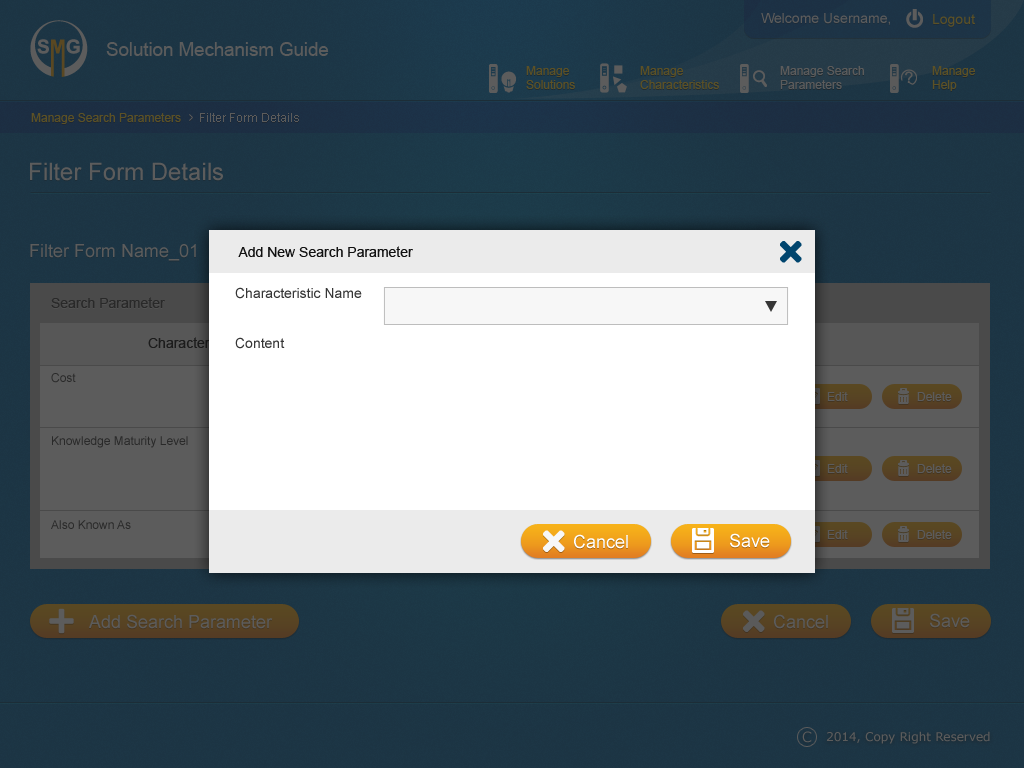 Welcome Username,
Logout
SMG
Solution Mechanism Guide
Manage
Solutions
Manage
Characteristics
Manage Search
Parameters
Manage
Help
Manage Search Parameters > Filter Form Details
Filter Form Details
Filter Form Name_01
Add New Search Parameter
Characteristic Name
Content
Cancel
Save
Search Parameter
Character
Cost
Edit
Delete
Knowledge Maturity Level
Edit
Delete
Also Known As
Edit
Delete
Add Search Parameter
Cancel
Save
© 2014, Copy Right Reserved